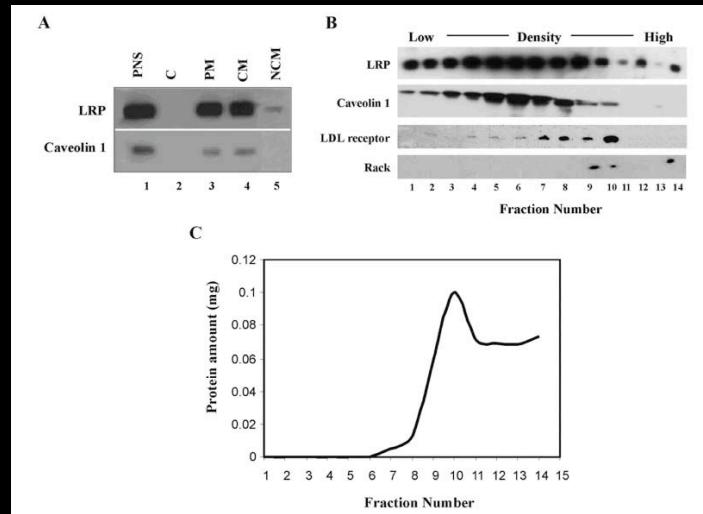 A
PNS C PM CM NCM
LRP
Caveolin 1
1 2 3 4 5
B
Low Density High
LRP
Caveolin 1
LDL receptor
Rack
1 2 3 4 5 6 7 8 9 10 11 12 13 14
Fraction Number
C
Protein amount (mg)
0.12
0.1
0.08
0.06
0.04
0.02
0
1 2 3 4 5 6 7 8 9 10 11 12 13 14 15
Fraction Number